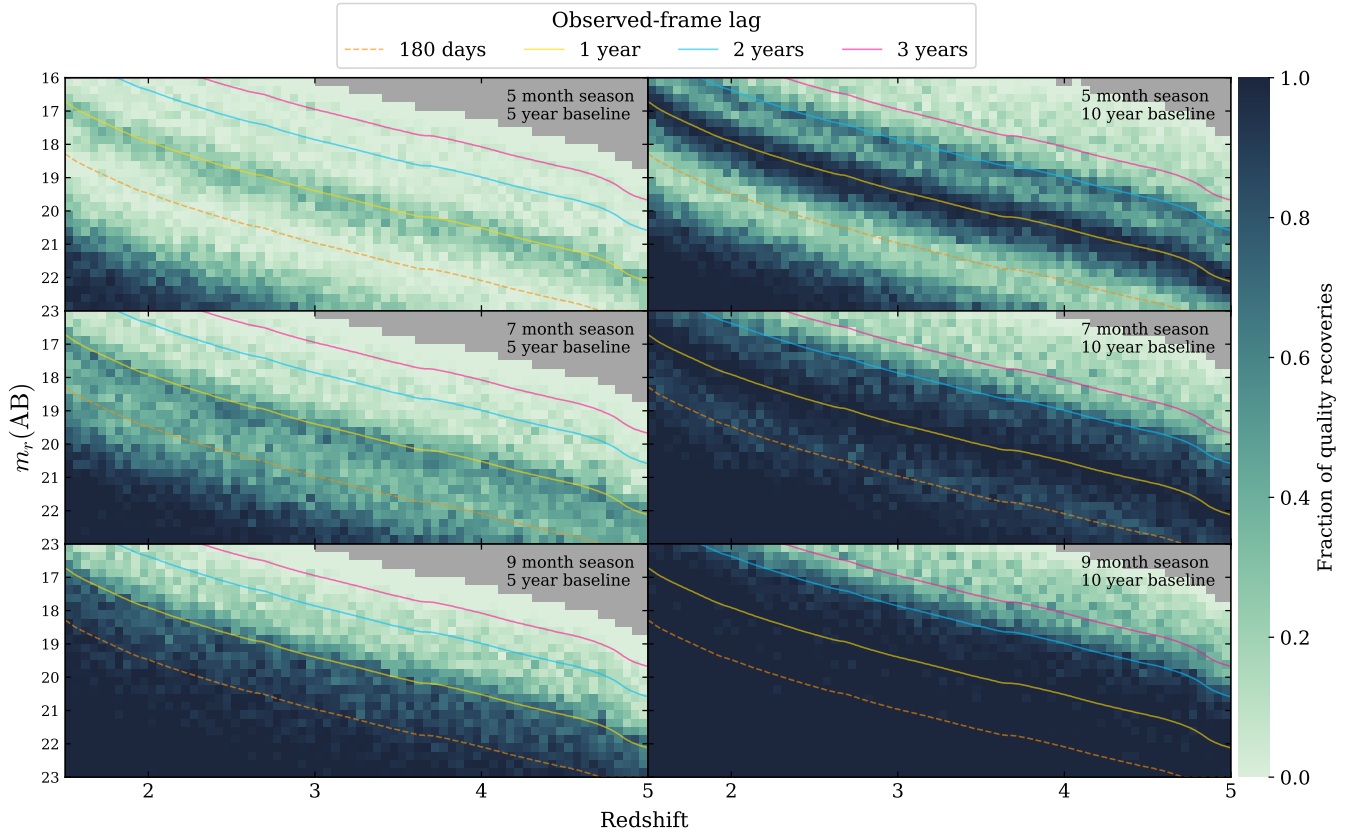 Observed-frame lag
180 days 1 year 2 years 3 years
5 month season
5 year baseline
5 month season
10 year baseline
7 month season
5 year baseline
7 month season
10 year baseline
9 month season
5 year baseline
9 month season
10 year baseline
16
17
18
19
20
21
22
23
17
18
19
20
21
22
23
17
18
19
20
21
22
23
m_r(AB)
2 3 4 5 2 3 4 5
Redshift
1.0
0.8
0.6
0.4
0.2
0.0
Fraction of quality recoveries